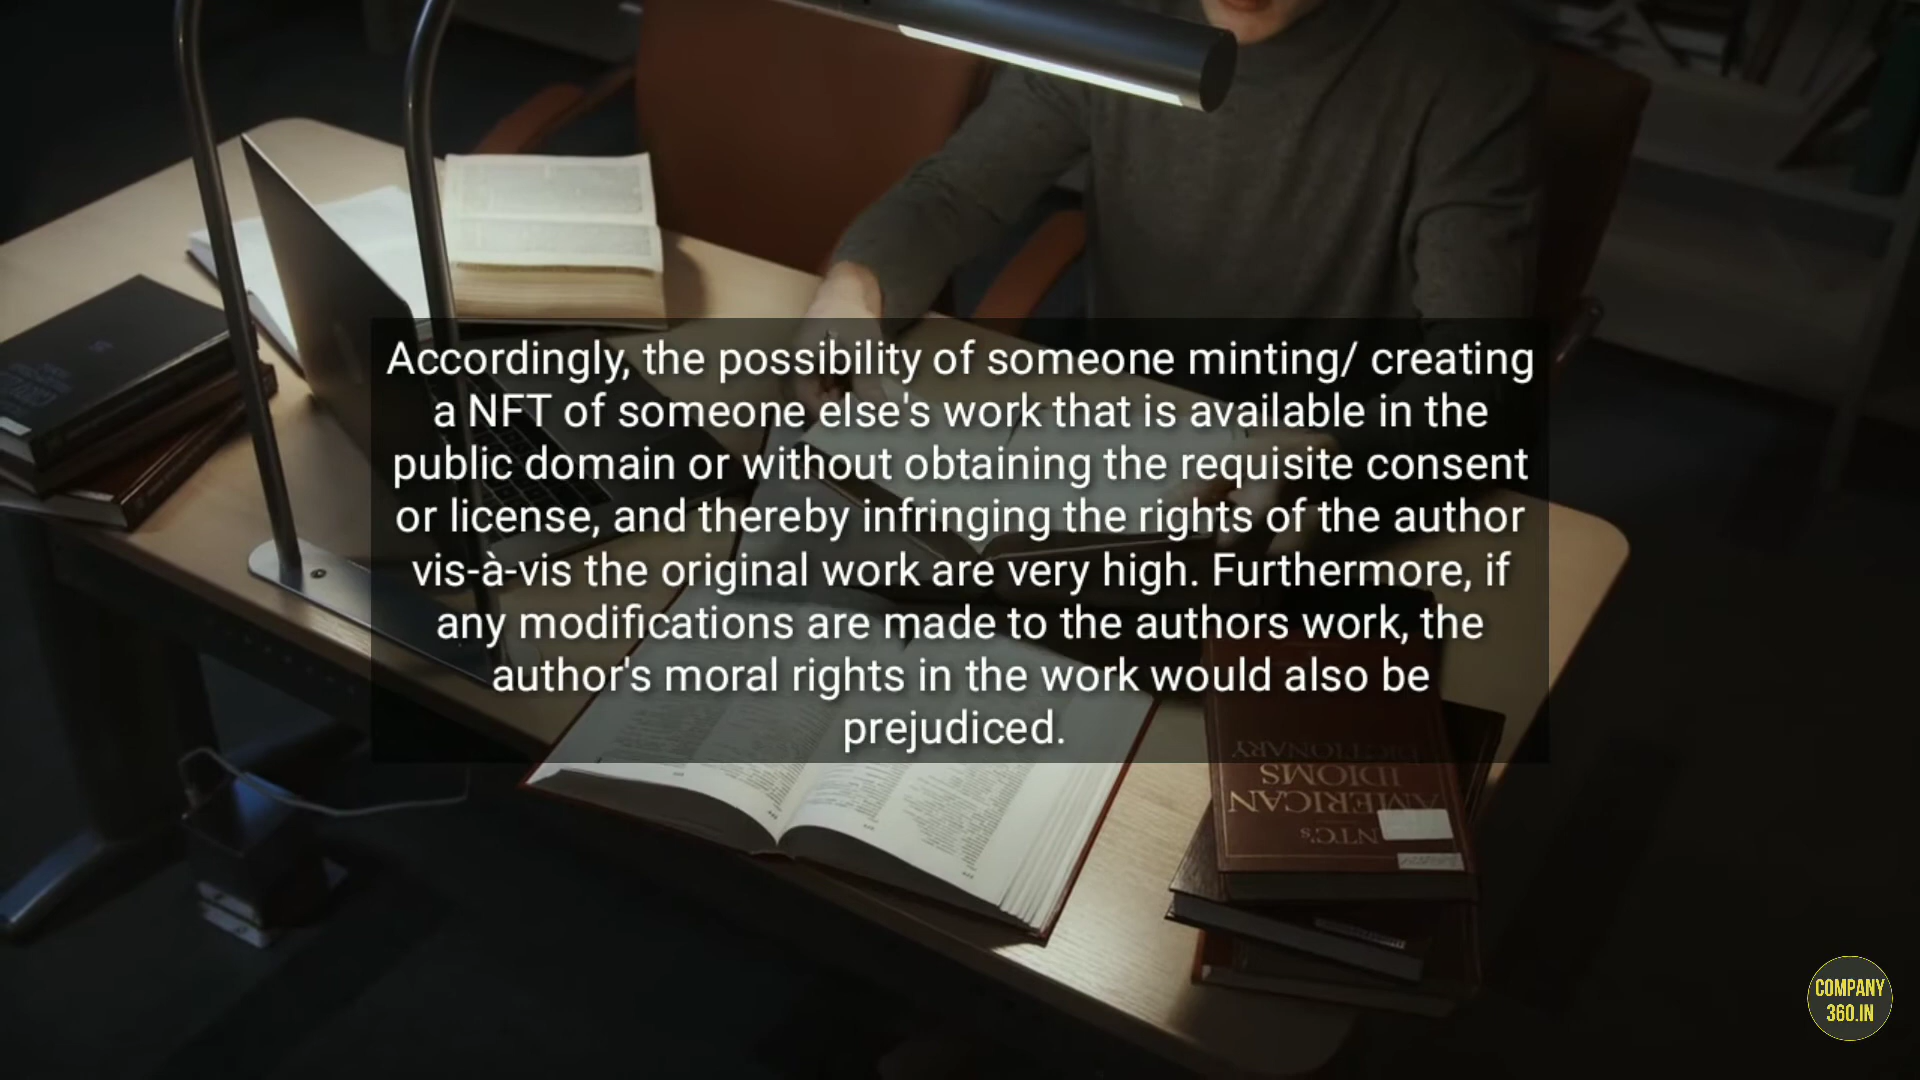 Accordingly, the possibility of someone minting/ creating
a NFT of someone else's work that is available in the
public domain or without obtaining the requisite consent
or license, and thereby infringing the rights of the author
vis-à-vis the original work are very high. Furthermore, if
any modifications are made to the authors work, the
author's moral rights in the work would also be
prejudiced.
DICTIONARY
IDIOMS
AMERICAN
NTC's
COMPANY
360.IN